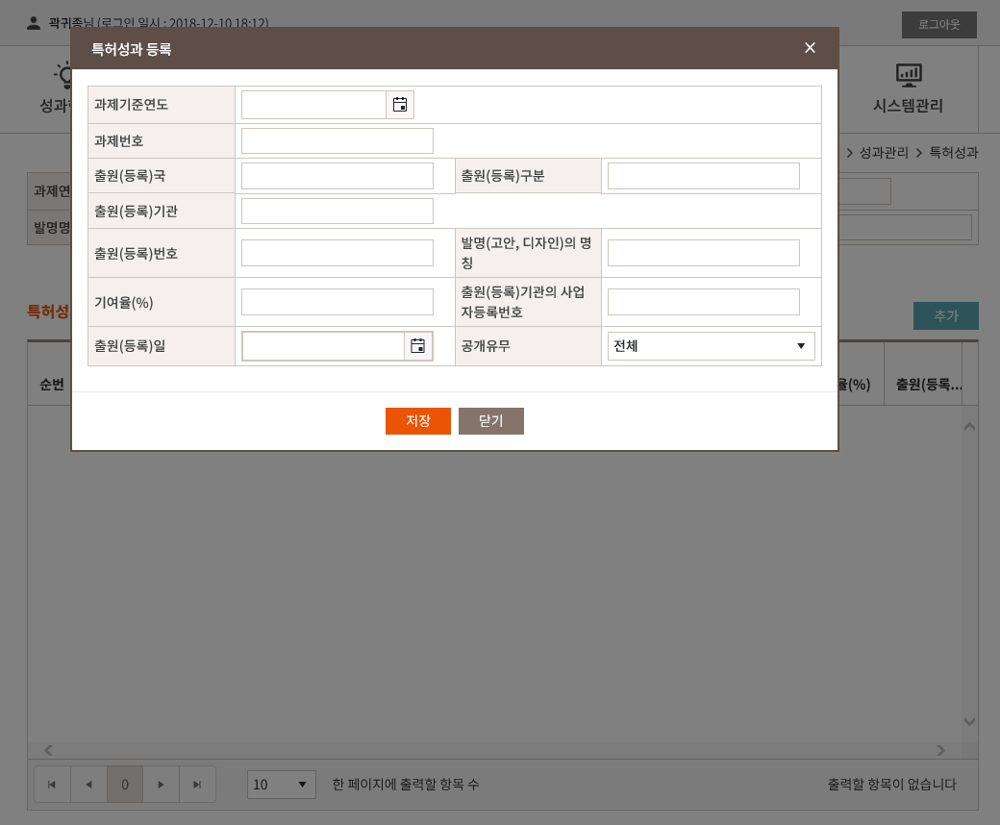 곽귀종님 (로그인 일시 : 2018-12-10 18:12)
로그아웃
특허성과 등록
시스템관리
성과관리
특허성과
과제기준연도
과제번호
출원(등록)국
출원(등록)구분
출원(등록)기관
출원(등록)번호
발명(고안, 디자인)의 명
칭
기여율(%)
출원(등록)기관의 사업
자등록번호
출원(등록)일
공개유무
전체
저장
닫기
과제연
발명명
특허성
추가
순번
율(%)
출원(등록...
0
10
한 페이지에 출력할 항목 수
출력할 항목이 없습니다